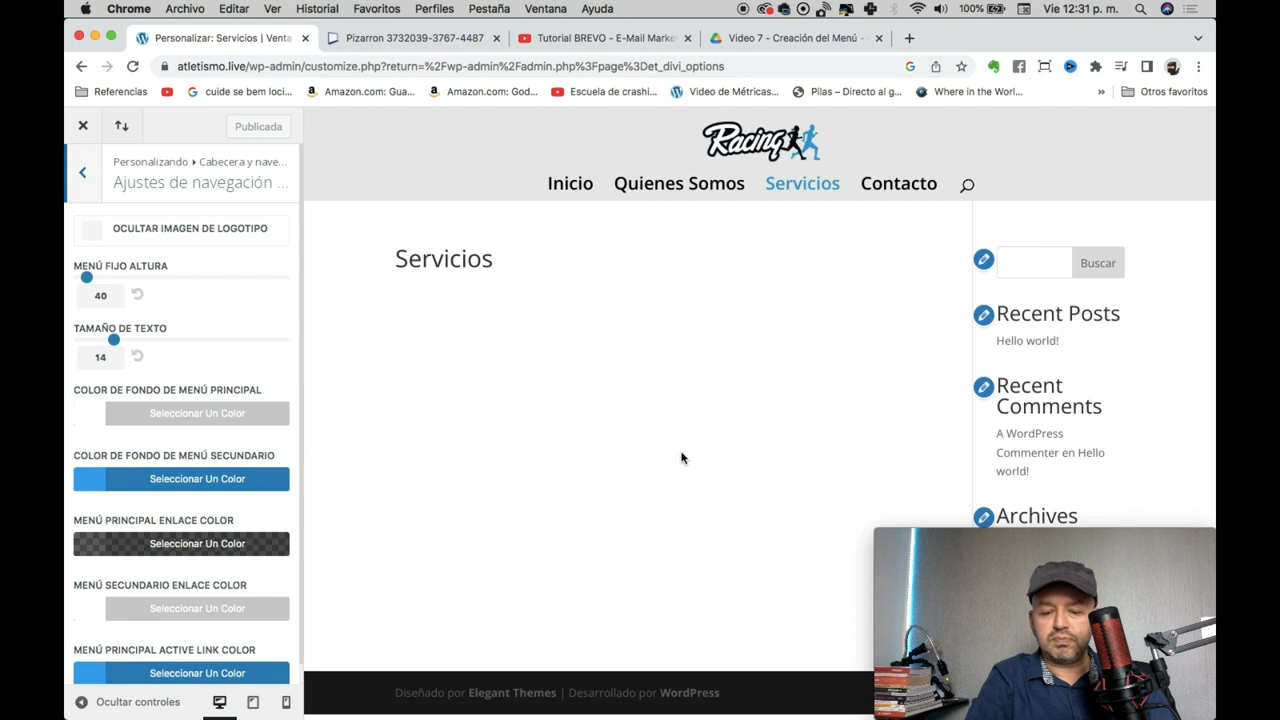 Chrome Archivo Editar Ver Historial Favoritos Perfiles Pestaña Ventana Ayuda 100% Vie 12:31 p. m.
Personalizar: Servicios | Venta
Pizarron 3732039-3767-4487
Tutorial BREVO - E-Mail Marke
Video 7 - Creación del Menú -
atletismo.live/wp-admin/customize.php?return=%2Fwp-admin%2Fadmin.php%3Fpage%3Det_divi_options
Referencias
cuide se bem loci...
Amazon.com: Gua...
Amazon.com: God...
Escuela de crashi...
Video de Métricas...
Pilas – Directo al g...
Where in the Worl...
»
Otros favoritos
Publicada
Personalizando ▸ Cabecera y nave...
Ajustes de navegación ...
OCULTAR IMAGEN DE LOGOTIPO
MENÚ FIJO ALTURA
40
TAMAÑO DE TEXTO
14
COLOR DE FONDO DE MENÚ PRINCIPAL
Seleccionar Un Color
COLOR DE FONDO DE MENÚ SECUNDARIO
Seleccionar Un Color
MENÚ PRINCIPAL ENLACE COLOR
Seleccionar Un Color
MENÚ SECUNDARIO ENLACE COLOR
Seleccionar Un Color
MENÚ PRINCIPAL ACTIVE LINK COLOR
Seleccionar Un Color
Ocultar controles
Racing
Inicio Quienes Somos Servicios Contacto
Servicios
Buscar
Recent Posts
Hello world!
Recent
Comments
A WordPress
Commenter en Hello
world!
Archives
Diseñado por Elegant Themes | Desarrollado por WordPress